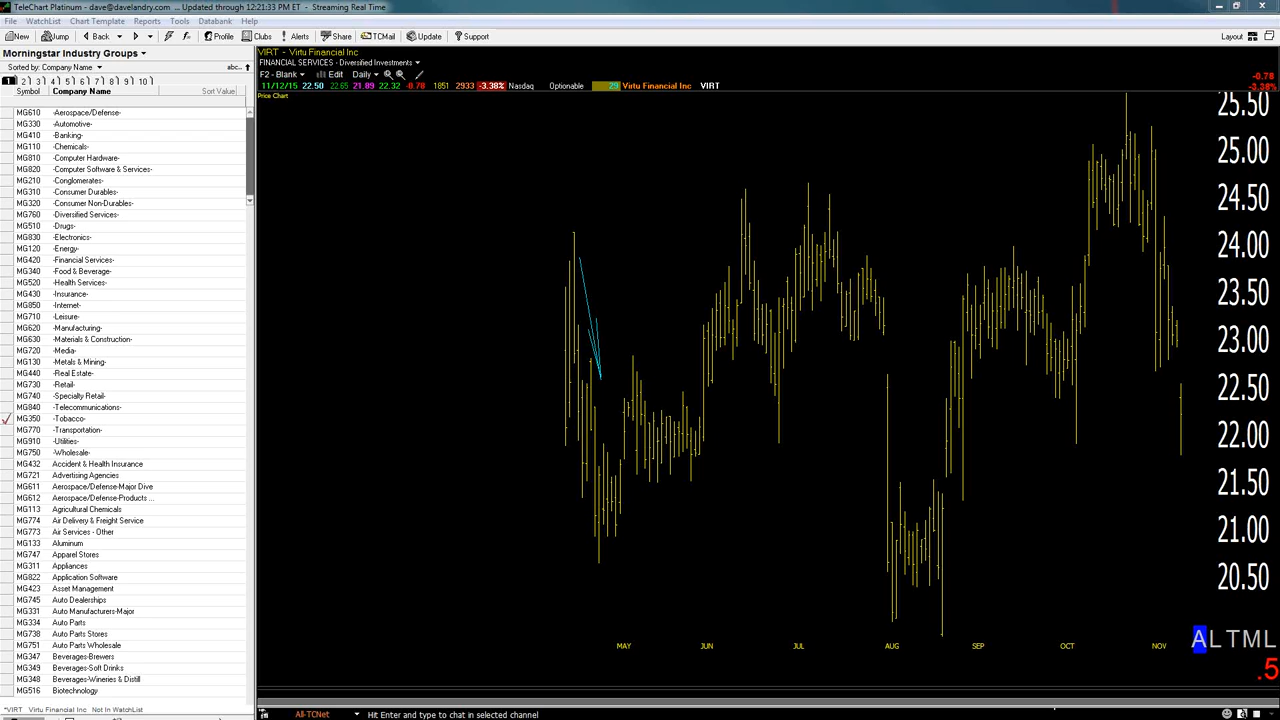 TeleChart Platinum - dave@davelandry.com - Updated through 12:21:33 PM ET - Streaming Real Time
File WatchList Chart Template Reports Tools Databank Help
New Jump Back Profile Clubs Alerts Share TCMail Update Support Layout
Morningstar Industry Groups
Sorted by: Company Name abc..
1 2 3 4 5 6 7 8 9 10
Symbol Company Name Sort Value
MG610 -Aerospace/Defense-
MG330 -Automotive-
MG410 -Banking-
MG110 -Chemicals-
MG810 -Computer Hardware-
MG820 -Computer Software & Services-
MG210 -Conglomerates-
MG310 -Consumer Durables-
MG320 -Consumer Non-Durables-
MG760 -Diversified Services-
MG510 -Drugs-
MG830 -Electronics-
MG120 -Energy-
MG420 -Financial Services-
MG340 -Food & Beverage-
MG520 -Health Services-
MG430 -Insurance-
MG850 -Internet-
MG710 -Leisure-
MG620 -Manufacturing-
MG630 -Materials & Construction-
MG720 -Media-
MG130 -Metals & Mining-
MG440 -Real Estate-
MG730 -Retail-
MG740 -Specialty Retail-
MG840 -Telecommunications-
MG350 -Tobacco-
MG770 -Transportation-
MG910 -Utilities-
MG750 -Wholesale-
MG432 Accident & Health Insurance
MG721 Advertising Agencies
MG611 Aerospace/Defense-Major Dive
MG612 Aerospace/Defense-Products ...
MG113 Agricultural Chemicals
MG774 Air Delivery & Freight Service
MG773 Air Services - Other
MG133 Aluminum
MG747 Apparel Stores
MG311 Appliances
MG822 Application Software
MG423 Asset Management
MG745 Auto Dealerships
MG331 Auto Manufacturers-Major
MG334 Auto Parts
MG738 Auto Parts Stores
MG751 Auto Parts Wholesale
MG347 Beverages-Brewers
MG349 Beverages-Soft Drinks
MG348 Beverages-Wineries & Distill
MG516 Biotechnology
*VIRT Virtu Financial Inc Not In WatchList
VIRT - Virtu Financial Inc
FINANCIAL SERVICES - Diversified Investments
F2 - Blank Edit Daily
11/12/15 22.50 22.65 21.89 22.32 -0.78 1851 2933 -3.38% Nasdaq Optionable 29 Virtu Financial Inc VIRT
-0.78
-3.38%
Price Chart
25.50
25.00
24.50
24.00
23.50
23.00
22.50
22.00
21.50
21.00
20.50
MAY JUN JUL AUG SEP OCT NOV
ALTML
.5
All-TCNet Hit Enter and type to chat in selected channel